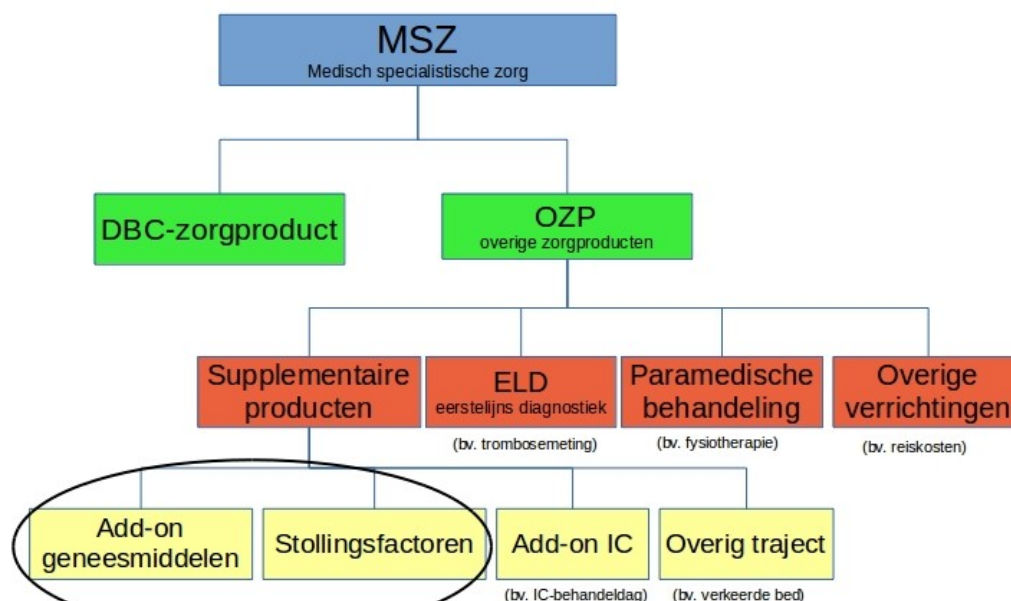 MSZ
Medisch specialistische zorg
DBC-zorgproduct
OZP
overige zorgproducten
Supplementaire
producten
ELD
eerstelijns diagnostiek
Paramedische
behandeling
Overige
verrichtingen
(bv. trombosemeting)
(bv. fysiotherapie)
(bv. reiskosten)
Add-on
geneesmiddelen
Stollingsfactoren
Add-on IC
Overig traject
(bv. IC-behandeldag)
(bv. verkeerde bed)